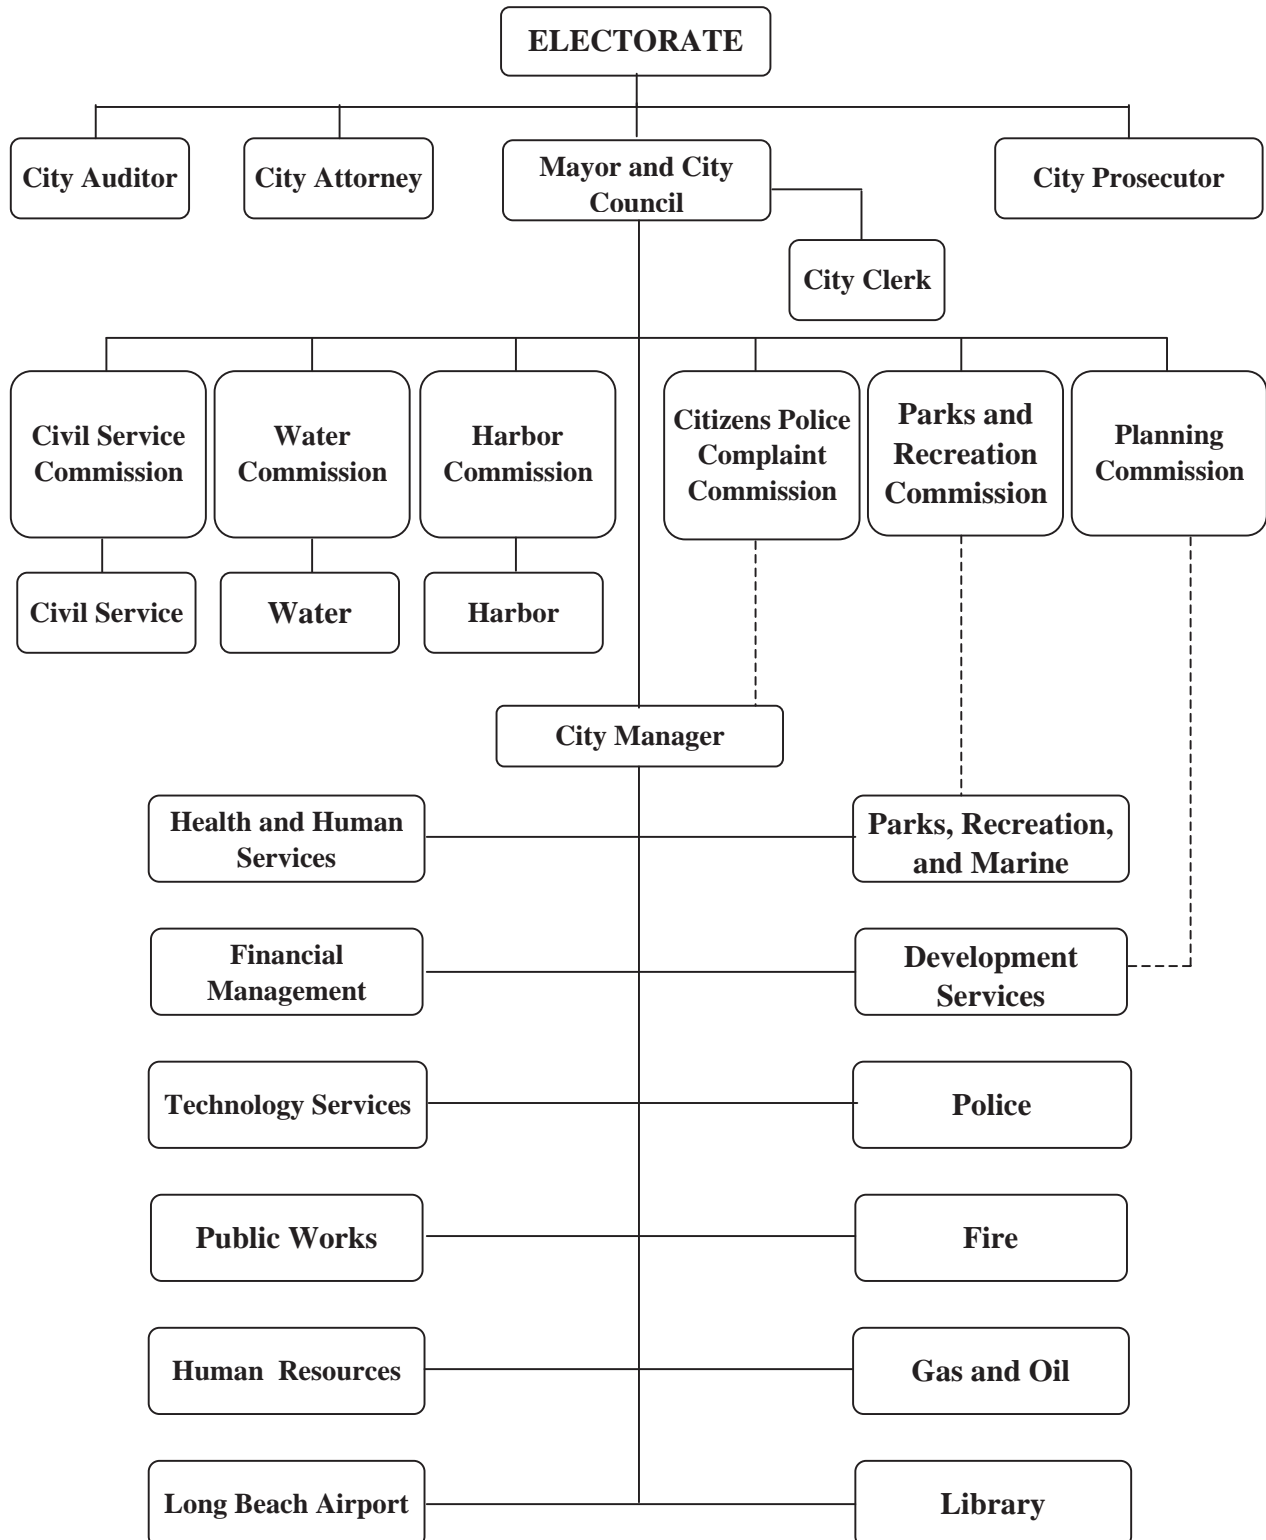 ELECTORATE
City Auditor
City Attorney
Mayor and City
Council
City Prosecutor
City Clerk
Civil Service
Commission
Water
Commission
Harbor
Commission
Citizens Police
Complaint
Commission
Parks and
Recreation
Commission
Planning
Commission
Civil Service
Water
Harbor
City Manager
Health and Human
Services
Parks, Recreation,
and Marine
Financial
Management
Development
Services
Technology Services
Police
Public Works
Fire
Human Resources
Gas and Oil
Long Beach Airport
Library